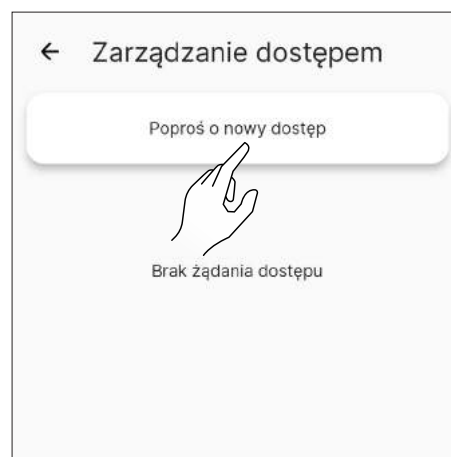 Zarządzanie dostępem
Poproś o nowy dostęp
Brak żądania dostępu